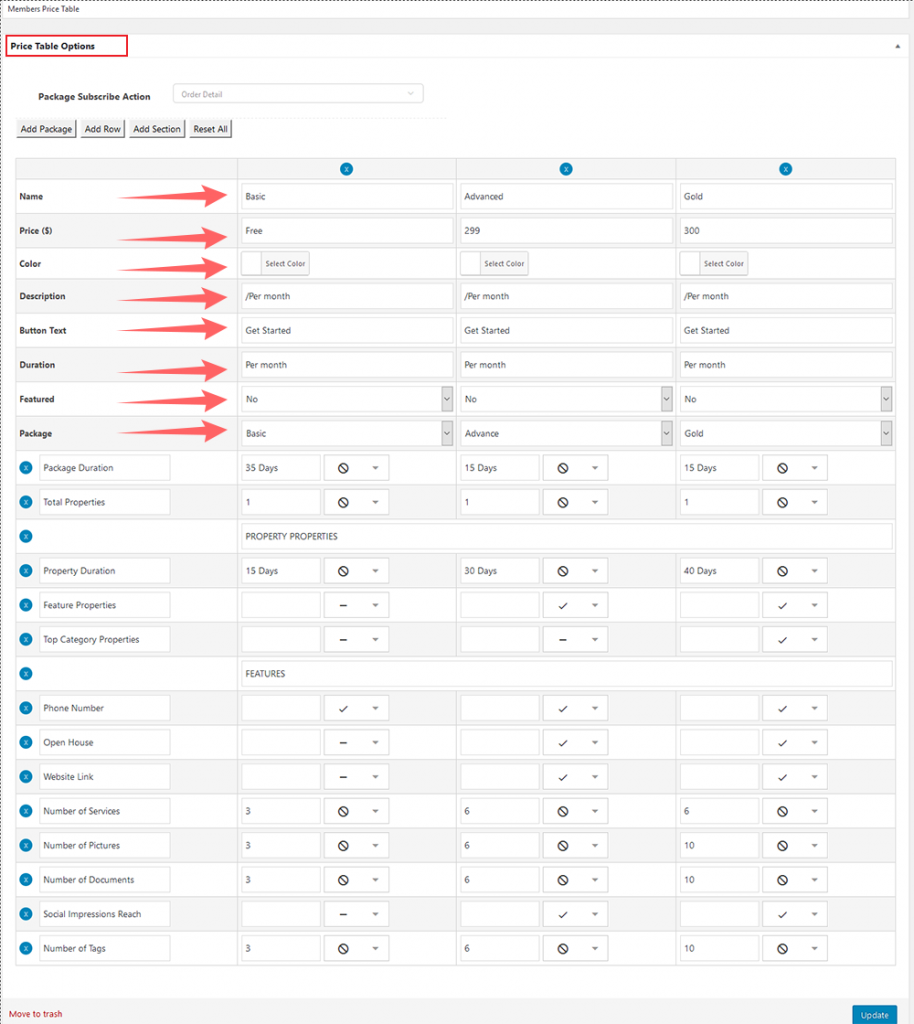 Members Price Table
Price Table Options
Package Subscribe Action Order Detail
Add Package Add Row Add Section Reset All
x x x
Name Basic Advanced Gold
Price ($) Free 299 300
Color Select Color Select Color Select Color
Description /Per month /Per month /Per month
Button Text Get Started Get Started Get Started
Duration Per month Per month Per month
Featured No No No
Package Basic Advance Gold
x Package Duration 35 Days 15 Days 15 Days
x Total Properties 1 1 1
x PROPERTY PROPERTIES
x Property Duration 15 Days 30 Days 40 Days
x Feature Properties
x Top Category Properties
x FEATURES
x Phone Number
x Open House
x Website Link
x Number of Services 3 6 6
x Number of Pictures 3 6 10
x Number of Documents 3 6 10
x Social Impressions Reach
x Number of Tags 3 6 10
Move to trash Update